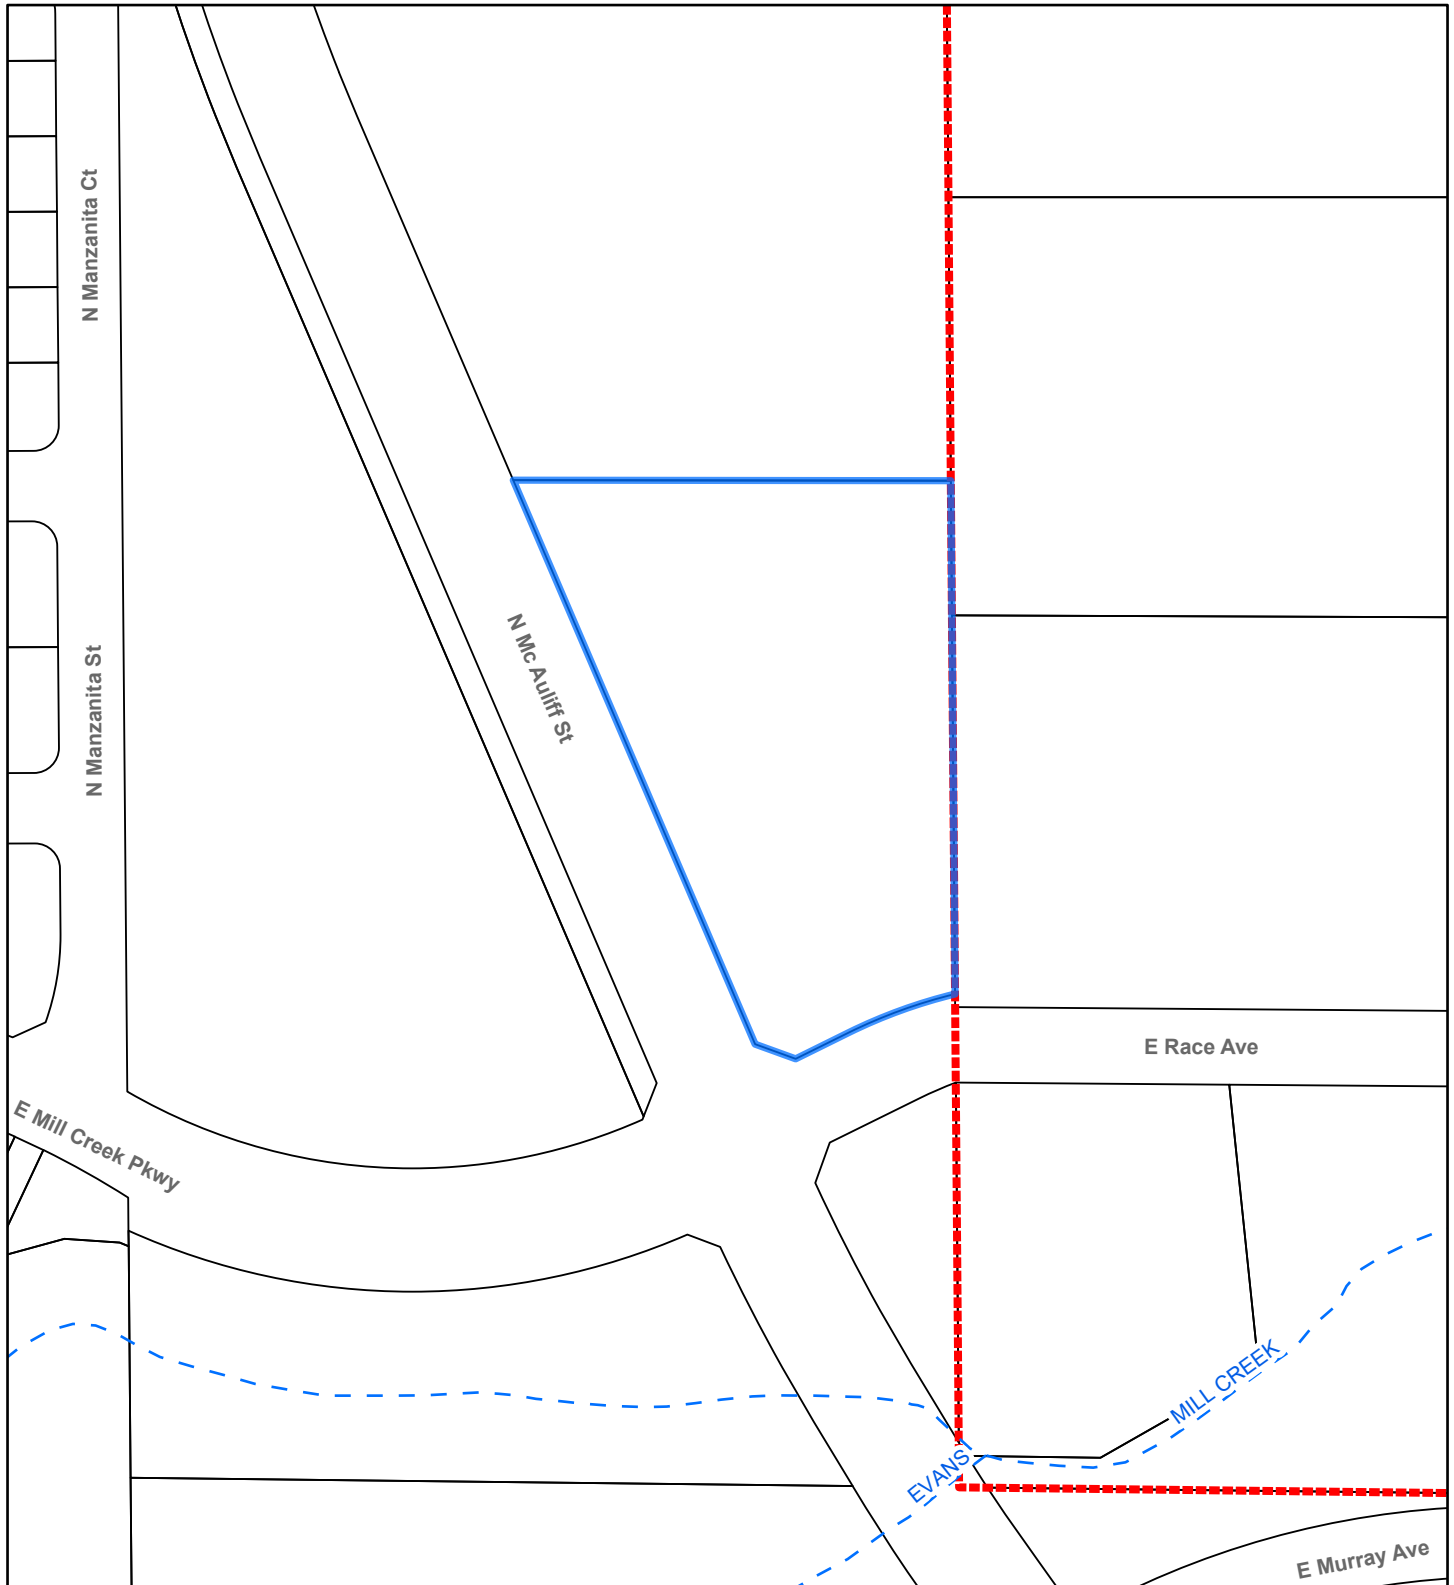 N Manzanita Ct
N Mc Auliff St
N Manzanita St
E Race Ave
E Mill Creek Pkwy
MILL CREEK
EVANS
E Murray Ave